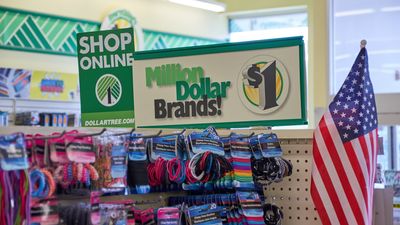 SHOP
ONLINE
DOLLARTREE.COM
Million
Dollar
Brands!
$1